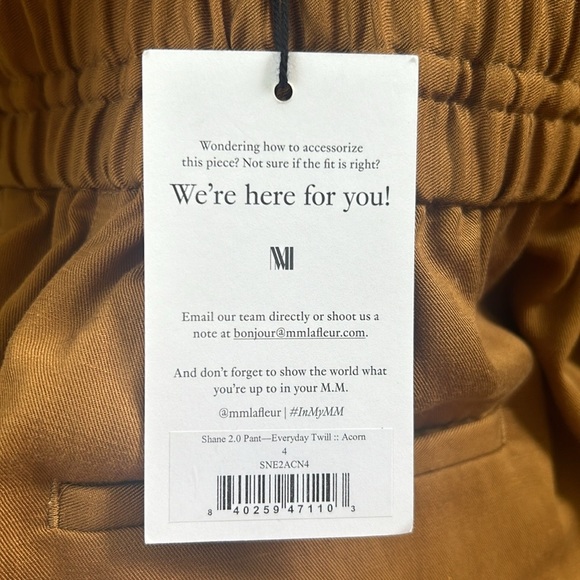 Wondering how to accessorize
this piece? Not sure if the fit is right?
We're here for you!
MM
Email our team directly or shoot us a
note at bonjour@mmlafleur.com.
And don't forget to show the world what
you're up to in your M.M.
@mmlafleur | #InMyMM
Shane 2.0 Pant—Everyday Twill :: Acorn
4
SNE2ACN4
8 40259 47110 3